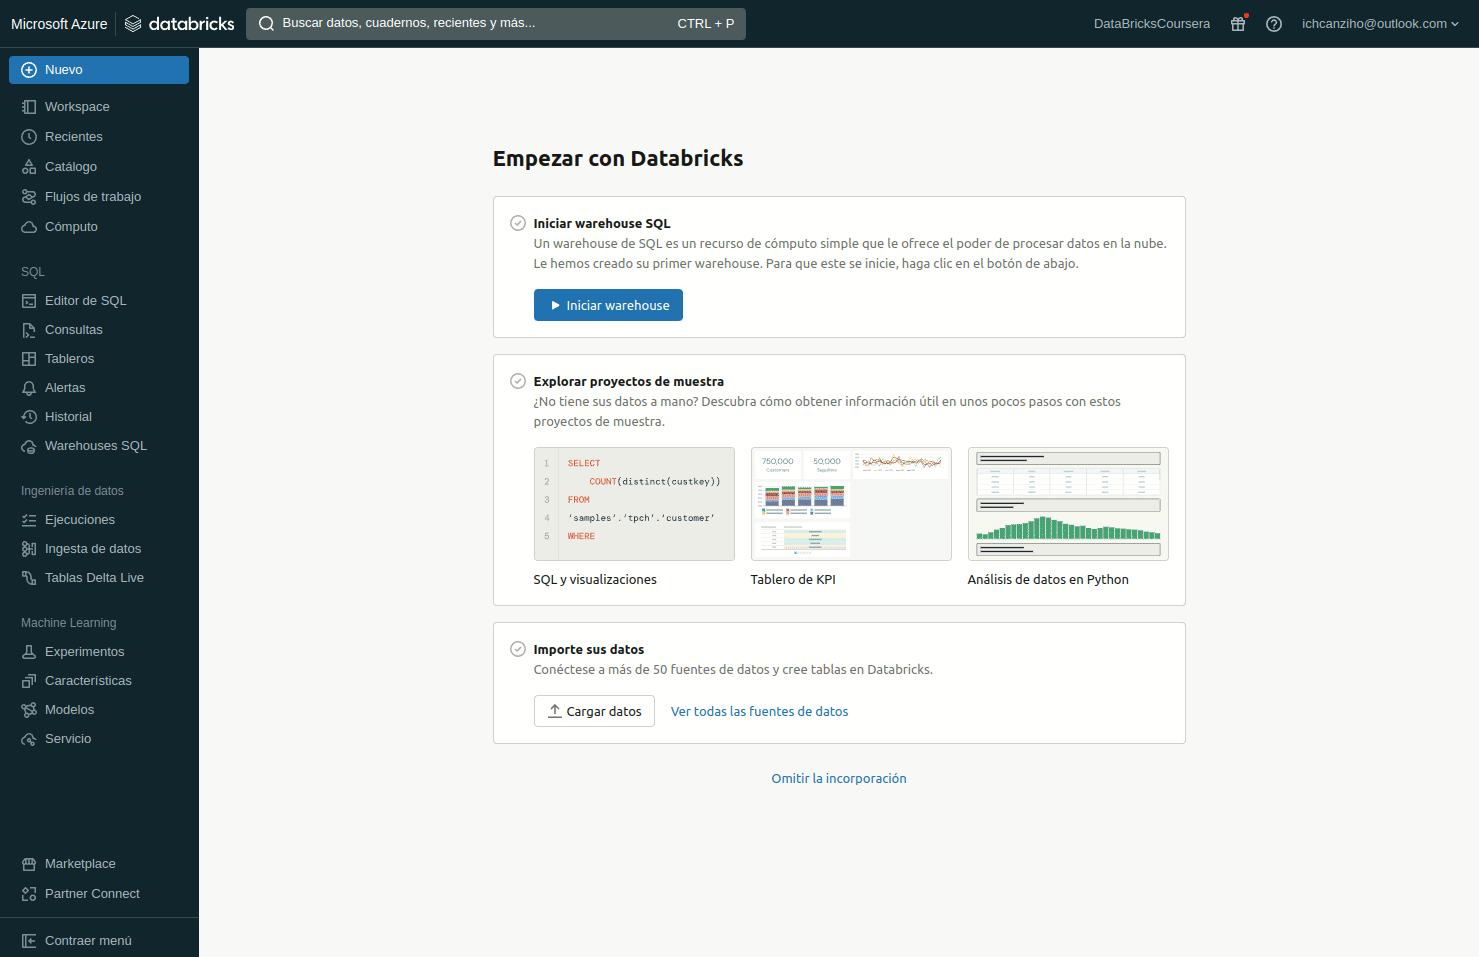 Microsoft Azure databricks Buscar datos, cuadernos, recientes y más... CTRL + P DataBricksCoursera ichcanziho@outlook.com
Nuevo
Workspace
Recientes
Catálogo
Flujos de trabajo
Cómputo
SQL
Editor de SQL
Consultas
Tableros
Alertas
Historial
Warehouses SQL
Ingeniería de datos
Ejecuciones
Ingesta de datos
Tablas Delta Live
Machine Learning
Experimentos
Características
Modelos
Servicio
Marketplace
Partner Connect
Contraer menú
Empezar con Databricks
Iniciar warehouse SQL
Un warehouse de SQL es un recurso de cómputo simple que le ofrece el poder de procesar datos en la nube.
Le hemos creado su primer warehouse. Para que este se inicie, haga clic en el botón de abajo.
Iniciar warehouse
Explorar proyectos de muestra
¿No tiene sus datos a mano? Descubra cómo obtener información útil en unos pocos pasos con estos
proyectos de muestra.
1 SELECT
2 COUNT(distinct(custkey))
3 FROM
4 ‘samples’.‘tpch’.‘customer’
5 WHERE
750,000 50,000
Customers Suppliers
SQL y visualizaciones
Tablero de KPI
Análisis de datos en Python
Importe sus datos
Conéctese a más de 50 fuentes de datos y cree tablas en Databricks.
Cargar datos Ver todas las fuentes de datos
Omitir la incorporación